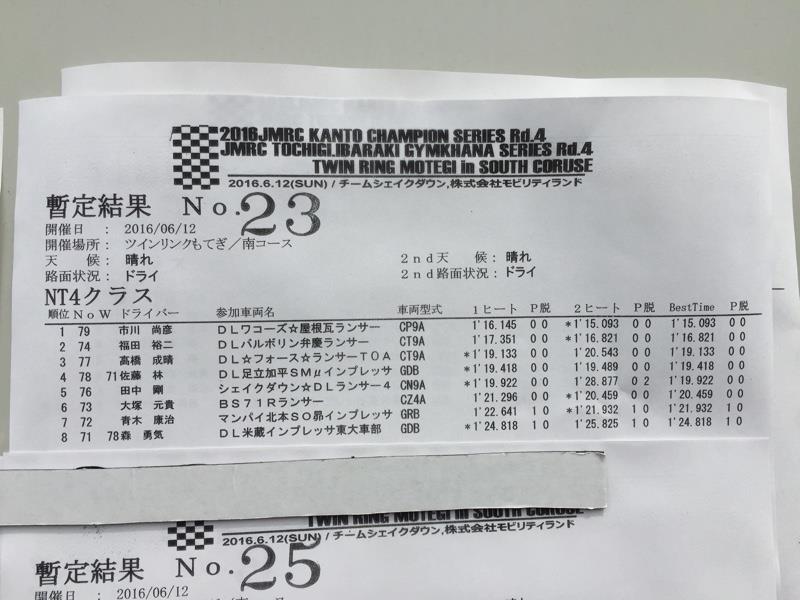 2016JMRC KANTO CHAMPION SERIES Rd.4
JMRC TOCHIGI.IBARAKI GYMKHANA SERIES Rd.4
TWIN RING MOTEGI in SOUTH CORUSE
2016.6.12(SUN) / チームシェイクダウン,株式会社モビリティランド
暫定結果 No.23
開催日 : 2016/06/12
開催場所: ツインリンクもてぎ/南コース
天 候: 晴れ 2nd天 候: 晴れ
路面状況: ドライ 2nd路面状況: ドライ
NT4クラス
順位 No W ドライバー 参加車両名 車両型式 1ヒート P脱 2ヒート P脱 BestTime P脱
1 79 市川 尚彦 DLワコーズ☆屋根瓦ランサー CP9A 1'16.145 0 0 *1'15.093 0 0 1'15.093 0 0
2 74 福田 裕二 DLバルボリン弁慶ランサー CT9A 1'17.351 0 0 *1'16.821 0 0 1'16.821 0 0
3 77 高橋 成晴 DL☆フォース☆ランサーTOA CT9A *1'19.133 0 0 1'20.543 0 0 1'19.133 0 0
4 78 71 佐藤 林 DL足立加平SMμインプレッサ GDB *1'19.418 0 0 1'19.489 0 0 1'19.418 0 0
5 76 田中 剛 シェイクダウン☆DLランサー4 CN9A *1'19.922 0 0 1'28.877 0 2 1'19.922 0 0
6 73 大塚 元貴 BS71Rランサー CZ4A 1'21.296 0 0 *1'20.459 0 0 1'20.459 0 0
7 72 青木 康治 マンパイ北本SO昴インプレッサ GRB 1'22.641 1 0 *1'21.932 1 0 1'21.932 1 0
8 71 78 森 勇気 DL米蔵インプレッサ東大車部 GDB *1'24.818 1 0 1'25.825 1 0 1'24.818 1 0
TWIN RING MOTEGI in SOUTH CORUSE
2016.6.12(SUN) / チームシェイクダウン,株式会社モビリティランド
暫定結果 No.25
開催日 : 2016/06/12